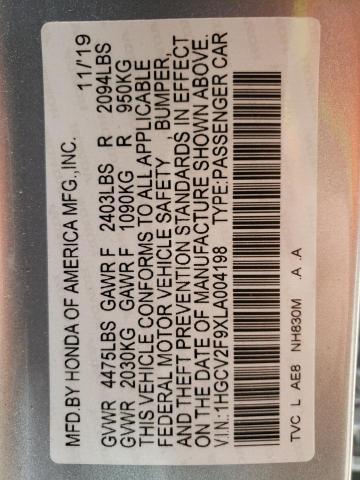 MFD.BY HONDA OF AMERICA MFG.,INC. 11/'19
GVWR 4475LBS GAWR F 2403LBS R 2094LBS
GVWR 2030KG GAWR F 1090KG R 950KG
THIS VEHICLE CONFORMS TO ALL APPLICABLE
FEDERAL MOTOR VEHICLE SAFETY , BUMPER,
AND THEFT PREVENTION STANDARDS IN EFFECT
ON THE DATE OF MANUFACTURE SHOWN ABOVE.
V.I.N.:1HGCV2F9XLA004198 TYPE:PASSENGER CAR
TVC L AE8 NH830M .A .A